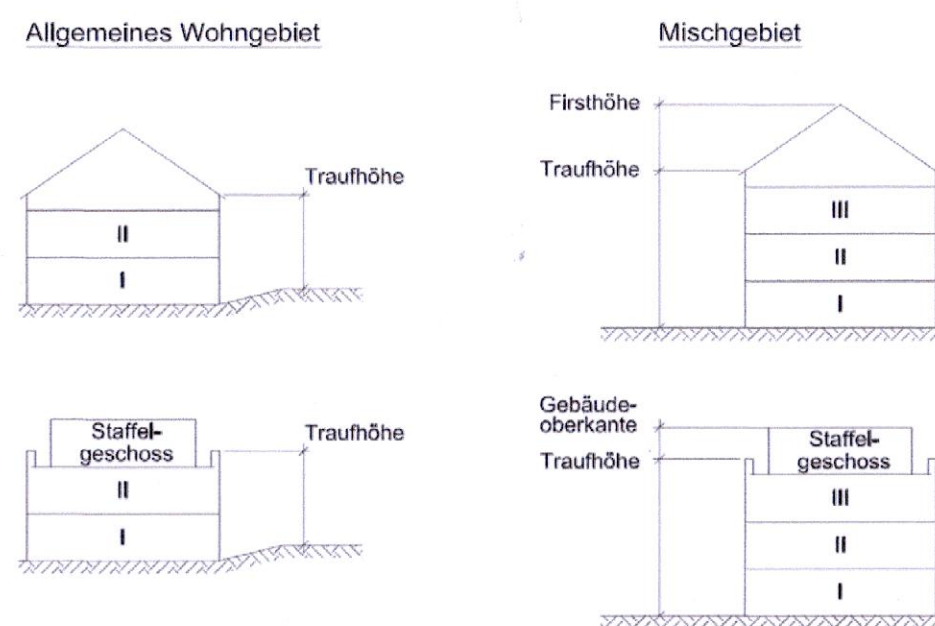 Allgemeines Wohngebiet
Traufhöhe
II
I
Staffel-
geschoss
Traufhöhe
II
I
Mischgebiet
Firsthöhe
Traufhöhe
III
II
I
Gebäude-
oberkante
Traufhöhe
Staffel-
geschoss
III
II
I